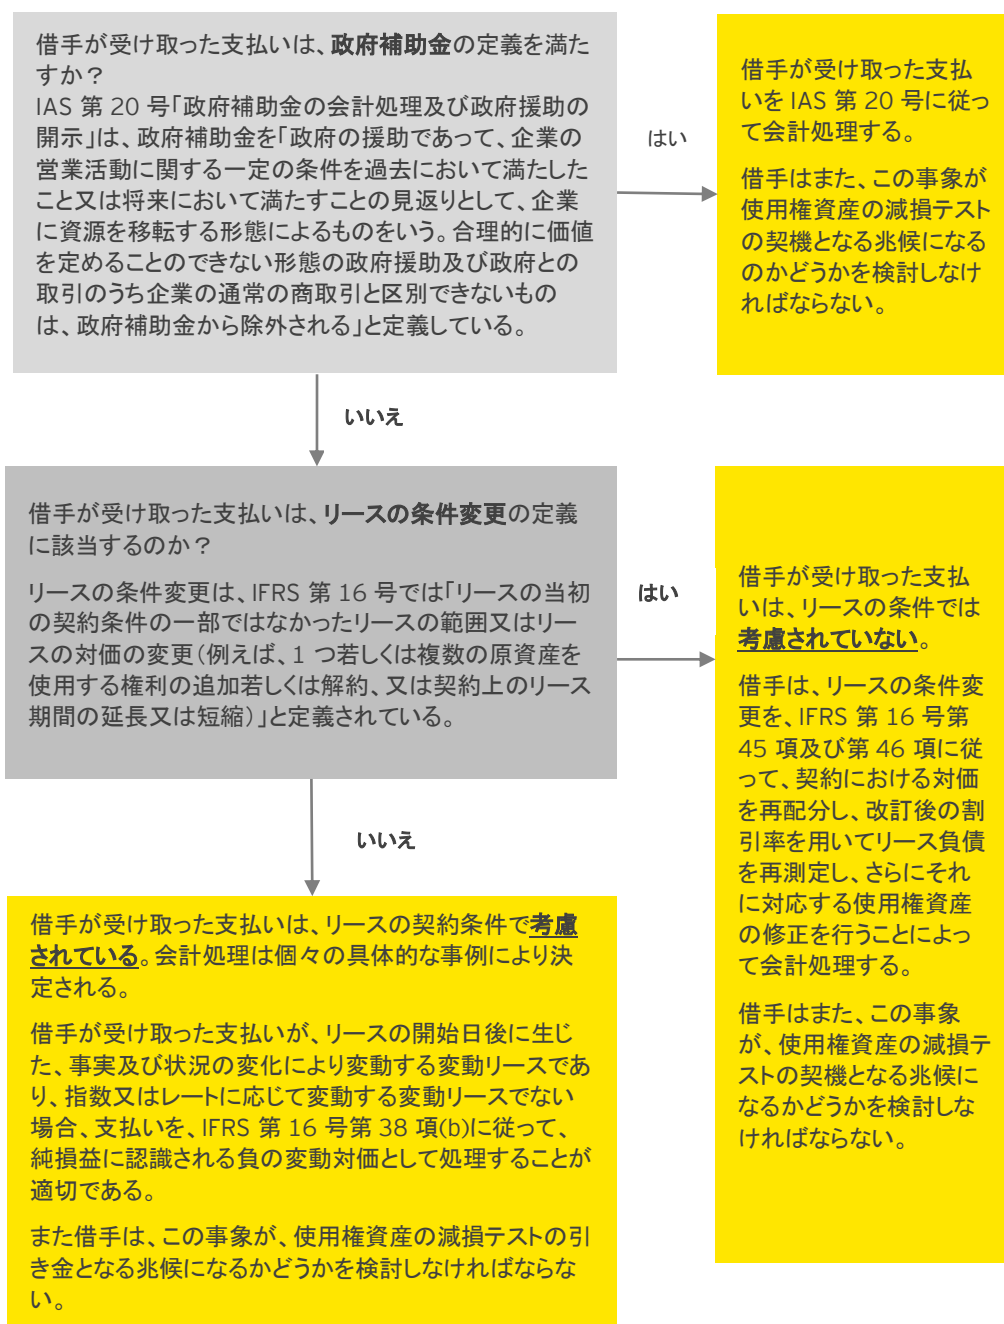 借手が受け取った支払いは、政府補助金の定義を満た
すか？
IAS 第 20 号「政府補助金の会計処理及び政府援助の
開示」は、政府補助金を「政府の援助であって、企業の
営業活動に関する一定の条件を過去において満たした
こと又は将来において満たすことの見返りとして、企業
に資源を移転する形態によるものをいう。合理的に価値
を定めることのできない形態の政府援助及び政府との
取引のうち企業の通常の商取引と区別できないもの
は、政府補助金から除外される」と定義している。
はい
借手が受け取った支払
いを IAS 第 20 号に従っ
て会計処理する。
借手はまた、この事象が
使用権資産の減損テスト
の契機となる兆候になる
のかどうかを検討しなけ
ればならない。
いいえ
借手が受け取った支払いは、リースの条件変更の定義
に該当するのか？
リースの条件変更は、IFRS 第 16 号では「リースの当初
の契約条件の一部ではなかったリースの範囲又はリー
スの対価の変更（例えば、1 つ若しくは複数の原資産を
使用する権利の追加若しくは解約、又は契約上のリース
期間の延長又は短縮）」と定義されている。
はい
借手が受け取った支払
いは、リースの条件では
考慮されていない。
借手は、リースの条件変
更を、IFRS 第 16 号第
45 項及び第 46 項に従
って、契約における対価
を再配分し、改訂後の割
引率を用いてリース負債
を再測定し、さらにそれ
に対応する使用権資産
の修正を行うことによっ
て会計処理する。
借手はまた、この事象
が、使用権資産の減損テ
ストの契機となる兆候に
なるかどうかを検討しな
ければならない。
いいえ
借手が受け取った支払いは、リースの契約条件で考慮
されている。会計処理は個々の具体的な事例により決
定される。
借手が受け取った支払いが、リースの開始日後に生じ
た、事実及び状況の変化により変動する変動リースであ
り、指数又はレートに応じて変動する変動リースでない
場合、支払いを、IFRS 第 16 号第 38 項(b)に従って、
純損益に認識される負の変動対価として処理することが
適切である。
また借手は、この事象が、使用権資産の減損テストの引
き金となる兆候になるかどうかを検討しなければならな
い。